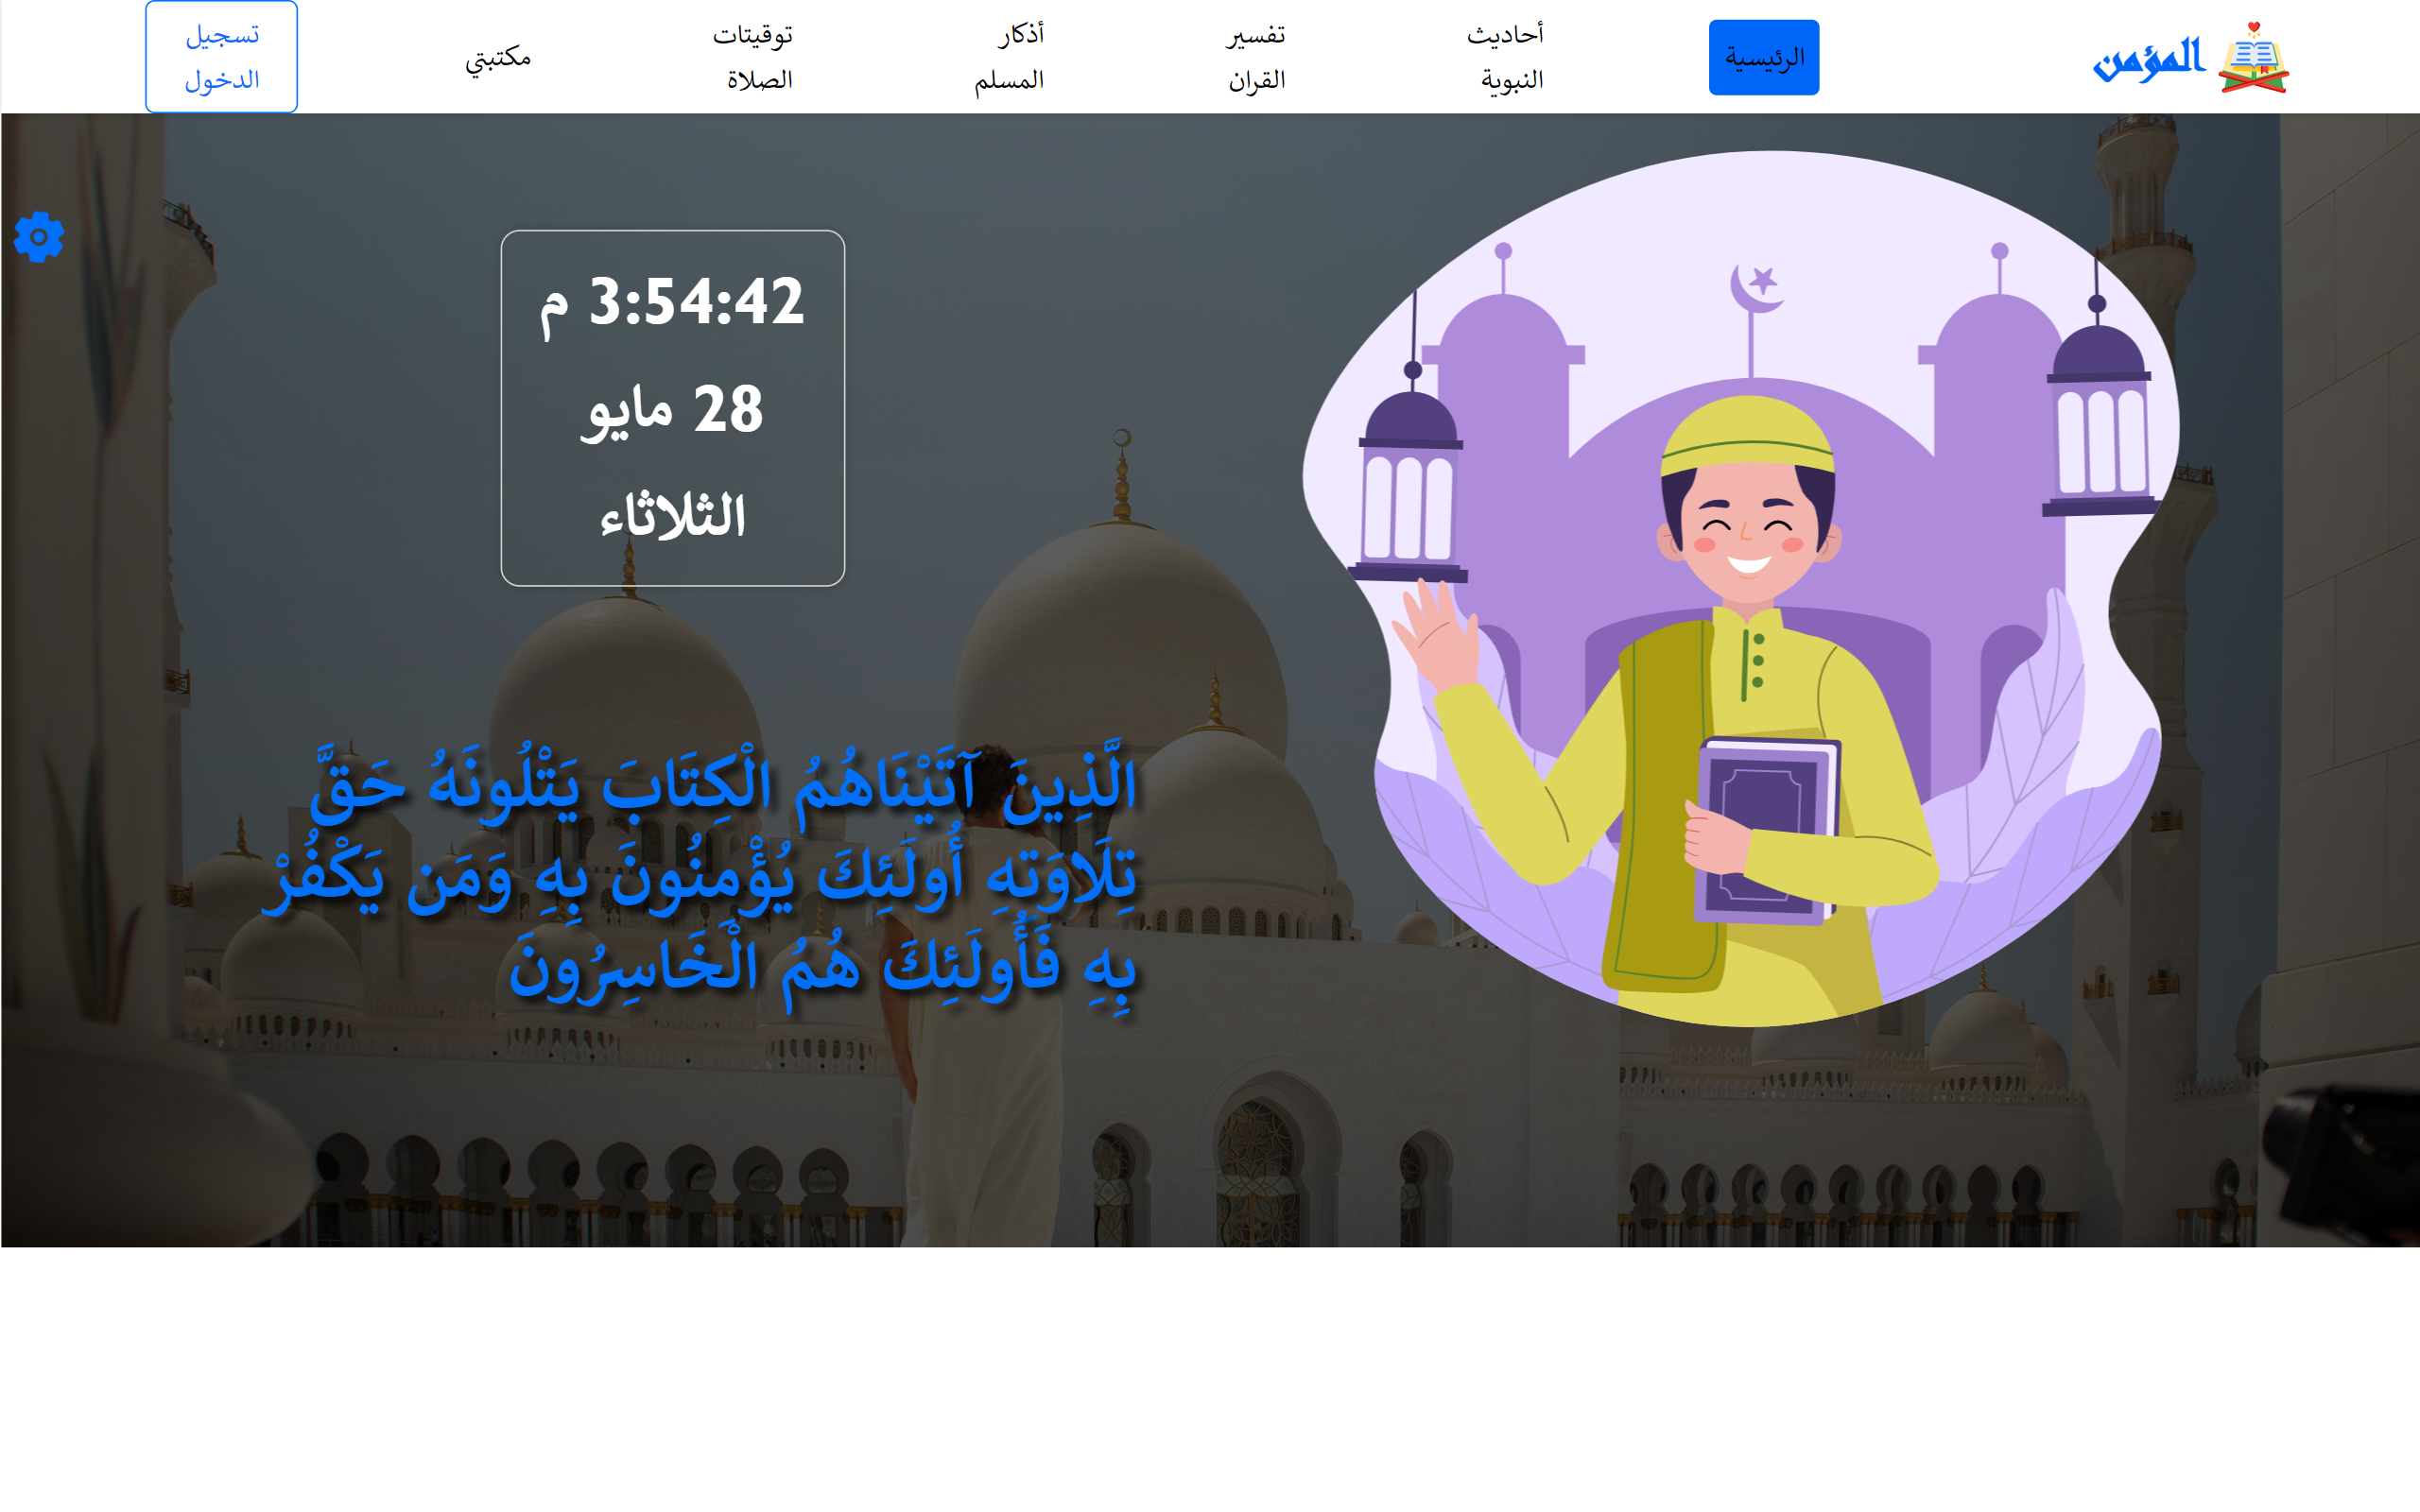 المؤمن
الرئيسية
أحاديث
النبوية
تفسير
القران
أذكار
المسلم
توقيتات
الصلاة
مكتبتي
تسجيل
الدخول
3:54:42 م
28 مايو
الثلاثاء
الَّذِينَ آتَيْنَاهُمُ الْكِتَابَ يَتْلُونَهُ حَقَّ
تِلَاوَتِهِ أُولَئِكَ يُؤْمِنُونَ بِهِ وَمَن يَكْفُرْ
بِهِ فَأُولَئِكَ هُمُ الْخَاسِرُونَ